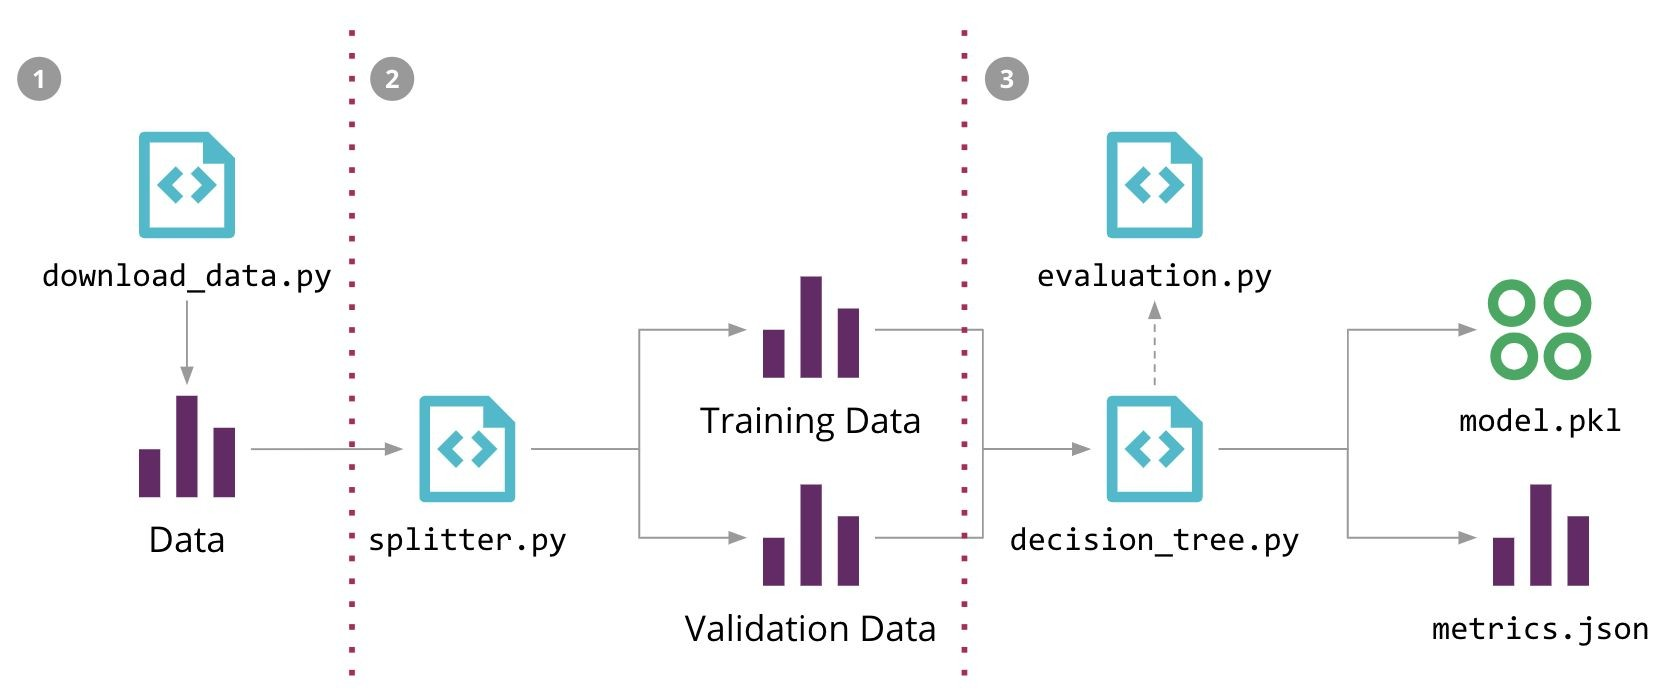 1
2
3
download_data.py
Data
splitter.py
Training Data
Validation Data
evaluation.py
decision_tree.py
model.pkl
metrics.json